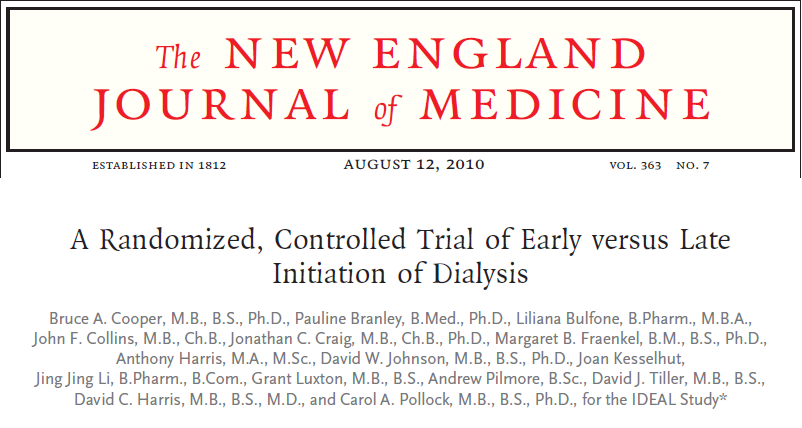 The NEW ENGLAND
JOURNAL of MEDICINE
ESTABLISHED IN 1812 AUGUST 12, 2010 VOL. 363 NO. 7
A Randomized, Controlled Trial of Early versus Late
Initiation of Dialysis
Bruce A. Cooper, M.B., B.S., Ph.D., Pauline Branley, B.Med., Ph.D., Liliana Bulfone, B.Pharm., M.B.A.,
John F. Collins, M.B., Ch.B., Jonathan C. Craig, M.B., Ch.B., Ph.D., Margaret B. Fraenkel, B.M., B.S., Ph.D.,
Anthony Harris, M.A., M.Sc., David W. Johnson, M.B., B.S., Ph.D., Joan Kesselhut,
Jing Jing Li, B.Pharm., B.Com., Grant Luxton, M.B., B.S., Andrew Pilmore, B.Sc., David J. Tiller, M.B., B.S.,
David C. Harris, M.B., B.S., M.D., and Carol A. Pollock, M.B., B.S., Ph.D., for the IDEAL Study*